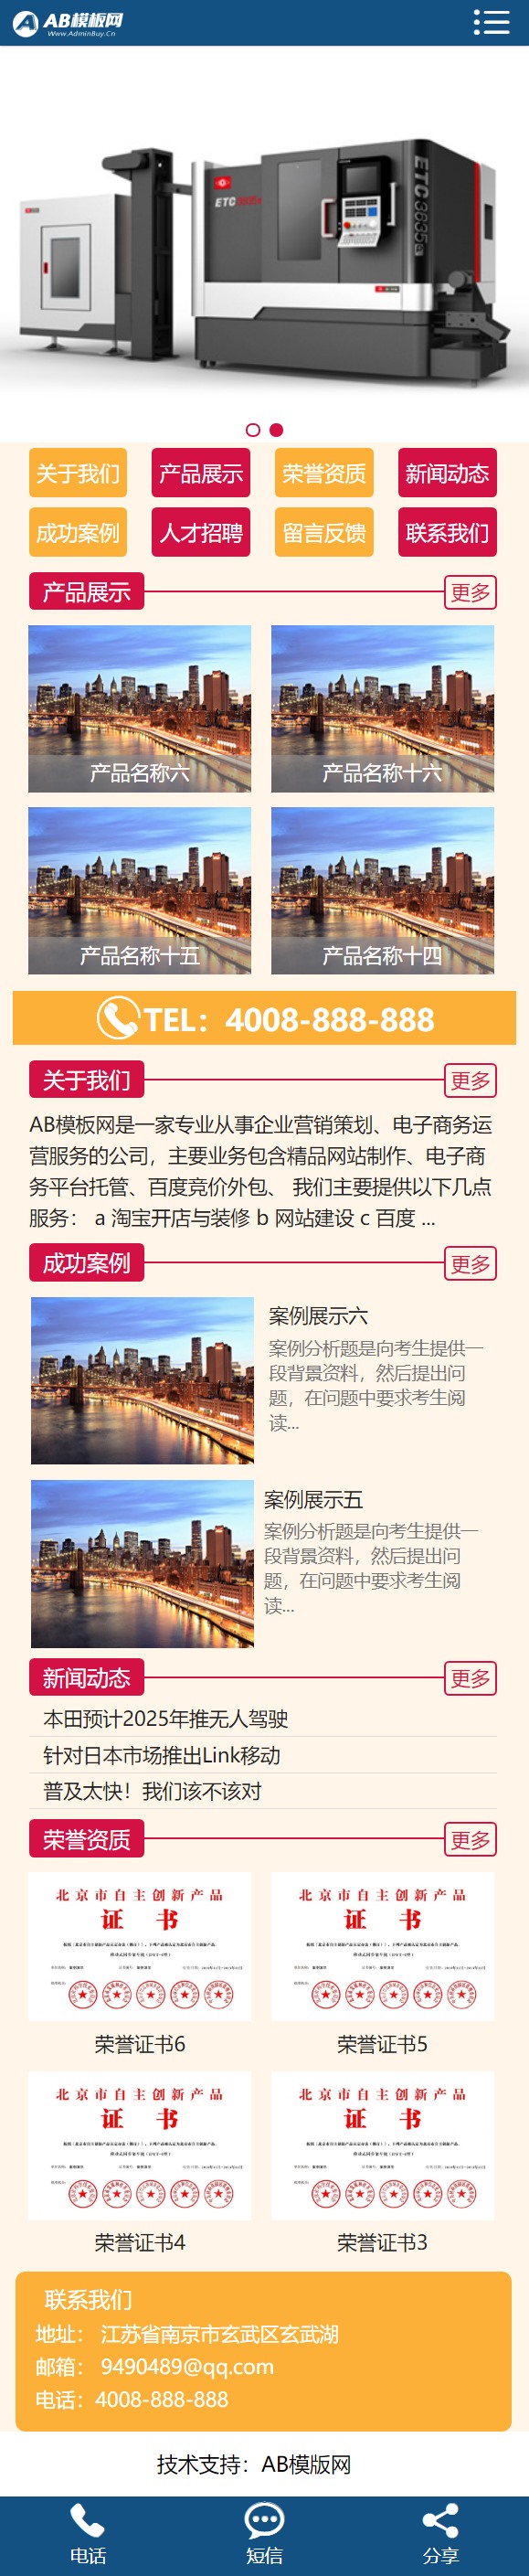 AB模板网
Www.AdminBuy.Cn
ETC3635
ETC3635
关于我们 产品展示 荣誉资质 新闻动态
成功案例 人才招聘 留言反馈 联系我们
产品展示 更多
产品名称六 产品名称十六
产品名称十五 产品名称十四
TEL：4008-888-888
关于我们 更多
AB模板网是一家专业从事企业营销策划、电子商务运
营服务的公司，主要业务包含精品网站制作、电子商
务平台托管、百度竞价外包、 我们主要提供以下几点
服务： a 淘宝开店与装修 b 网站建设 c 百度 ...
成功案例 更多
案例展示六
案例分析题是向考生提供一
段背景资料，然后提出问
题，在问题中要求考生阅
读...
案例展示五
案例分析题是向考生提供一
段背景资料，然后提出问
题，在问题中要求考生阅
读...
新闻动态 更多
本田预计2025年推无人驾驶
针对日本市场推出Link移动
普及太快！我们该不该对
荣誉资质 更多
北京市自主创新产品 北京市自主创新产品
证 书 证 书
荣誉证书6 荣誉证书5
北京市自主创新产品 北京市自主创新产品
证 书 证 书
荣誉证书4 荣誉证书3
联系我们
地址： 江苏省南京市玄武区玄武湖
邮箱： 9490489@qq.com
电话：4008-888-888
技术支持：AB模版网
电话 短信 分享